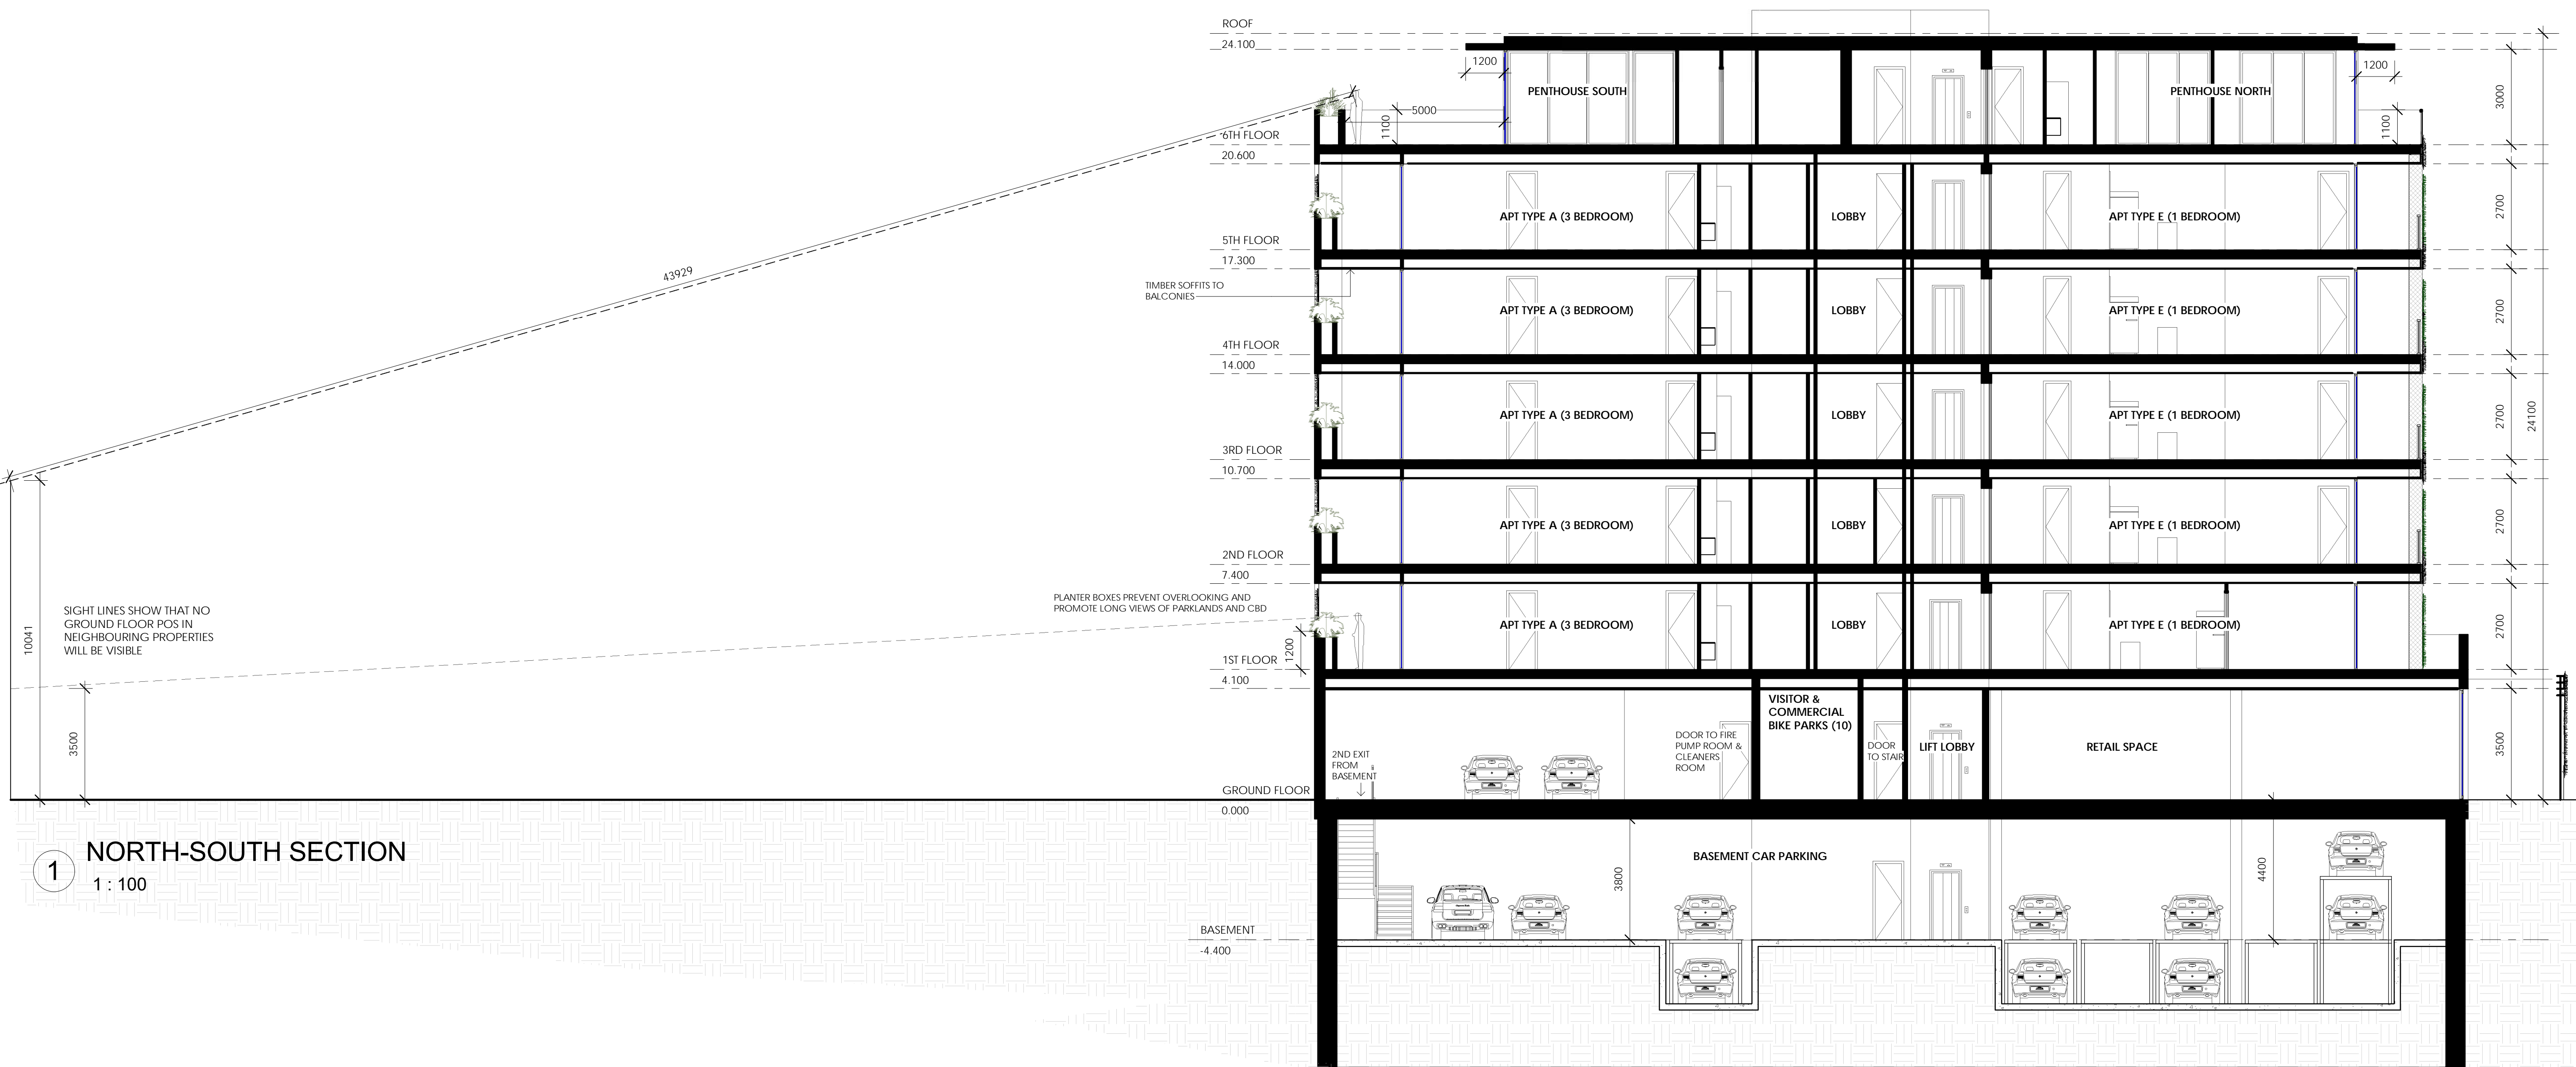 ROOF
24.100
1200
1200
PENTHOUSE SOUTH
PENTHOUSE NORTH
3000
5000
1100
1100
6TH FLOOR
20.600
APT TYPE A (3 BEDROOM)
LOBBY
APT TYPE E (1 BEDROOM)
2700
5TH FLOOR
17.300
43929
TIMBER SOFFITS TO
BALCONIES
APT TYPE A (3 BEDROOM)
LOBBY
APT TYPE E (1 BEDROOM)
2700
4TH FLOOR
14.000
APT TYPE A (3 BEDROOM)
LOBBY
APT TYPE E (1 BEDROOM)
2700
24100
3RD FLOOR
10.700
APT TYPE A (3 BEDROOM)
LOBBY
APT TYPE E (1 BEDROOM)
2700
2ND FLOOR
7.400
PLANTER BOXES PREVENT OVERLOOKING AND
PROMOTE LONG VIEWS OF PARKLANDS AND CBD
SIGHT LINES SHOW THAT NO
GROUND FLOOR POS IN
NEIGHBOURING PROPERTIES
WILL BE VISIBLE
10041
3500
1200
APT TYPE A (3 BEDROOM)
LOBBY
APT TYPE E (1 BEDROOM)
2700
1ST FLOOR
4.100
VISITOR &
COMMERCIAL
BIKE PARKS (10)
2ND EXIT
FROM
BASEMENT
DOOR TO FIRE
PUMP ROOM &
CLEANERS
ROOM
DOOR
TO STAIR
LIFT LOBBY
RETAIL SPACE
3500
GROUND FLOOR
0.000
1
NORTH-SOUTH SECTION
1 : 100
3800
BASEMENT CAR PARKING
4400
BASEMENT
-4.400